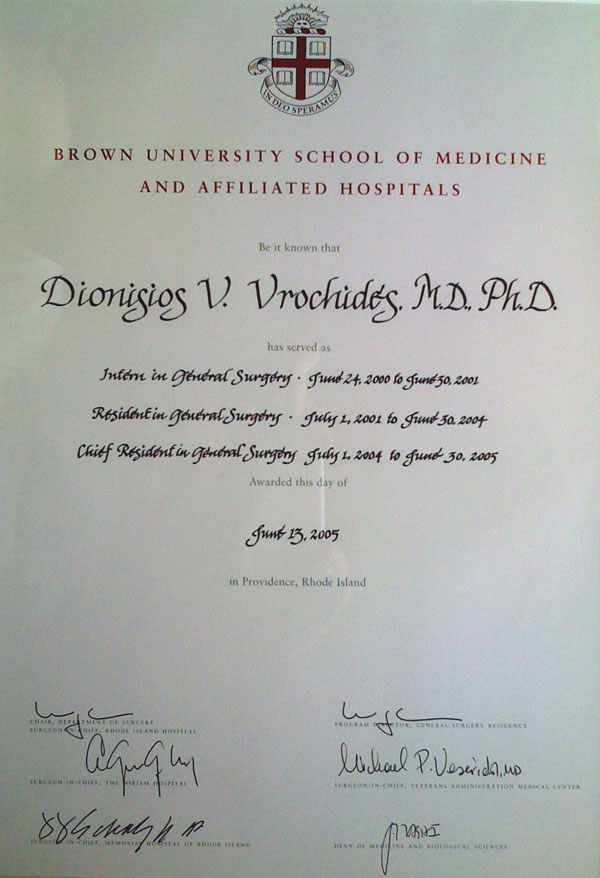 IN DEO SPERAMUS
BROWN UNIVERSITY SCHOOL OF MEDICINE
AND AFFILIATED HOSPITALS
Be it known that
Dionisios V. Vrochides, M.D., Ph.D.
has served as
Intern in General Surgery · June 24, 2000 to June 30, 2001
Resident in General Surgery · July 1, 2001 to June 30, 2004
Chief Resident in General Surgery July 1, 2004 to June 30, 2005
Awarded this day of
June 13, 2005
in Providence, Rhode Island
CHAIR, DEPARTMENT OF SURGERY
SURGEON-IN-CHIEF, RHODE ISLAND HOSPITAL
PROGRAM DIRECTOR, GENERAL SURGERY RESIDENCY
Michael P. MD
SURGEON-IN-CHIEF, THE MIRIAM HOSPITAL
SURGEON-IN-CHIEF, VETERANS ADMINISTRATION MEDICAL CENTER
SURGEON-IN-CHIEF, MEMORIAL HOSPITAL OF RHODE ISLAND
DEAN OF MEDICINE AND BIOLOGICAL SCIENCES